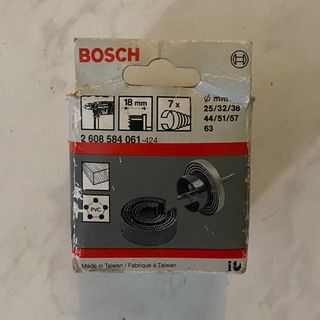 BOSCH
18 mm
7 x
Ø mm
25/32/38
44/51/57
63
2 608 584 061-424
PVC
Made in Taiwan / Fabriqué à Taiwan